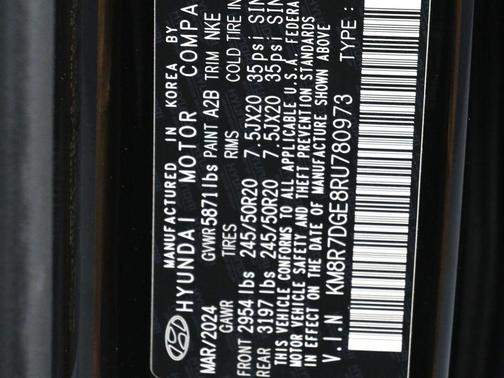 MANUFACTURED IN KOREA BY
HYUNDAI MOTOR COMPA
MAR/2024 GVWR 5871lbs PAINT A2B TRIM NKE
GAWR TIRES RIMS COLD TIRE IN
FRONT 2954 lbs 245/50R20 7.5JX20 35psi SIN
REAR 3197 lbs 245/50R20 7.5JX20 35psi SIN
THIS VEHICLE CONFORMS TO ALL APPLICABLE U.S.A. FEDERA
MOTOR VEHICLE SAFETY AND THEFT PREVENTION STANDARDS
IN EFFECT ON THE DATE OF MANUFACTURE SHOWN ABOVE
V.I.N KM8R7DGE8RU780973 TYPE :